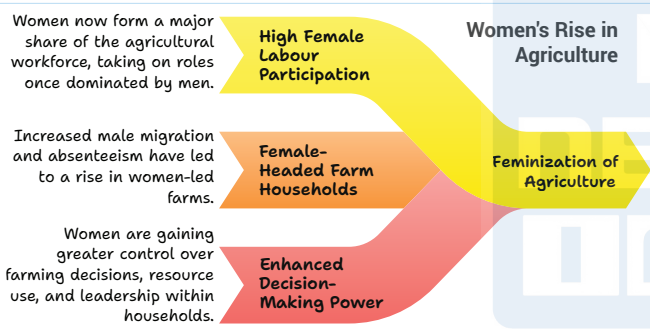 Women's Rise in
Agriculture
Women now form a major
share of the agricultural
workforce, taking on roles
once dominated by men.
High Female
Labour
Participation
Increased male migration
and absenteeism have led
to a rise in women-led
farms.
Female-
Headed Farm
Households
Women are gaining
greater control over
farming decisions, resource
use, and leadership within
households.
Enhanced
Decision-
Making Power
Feminization of
Agriculture